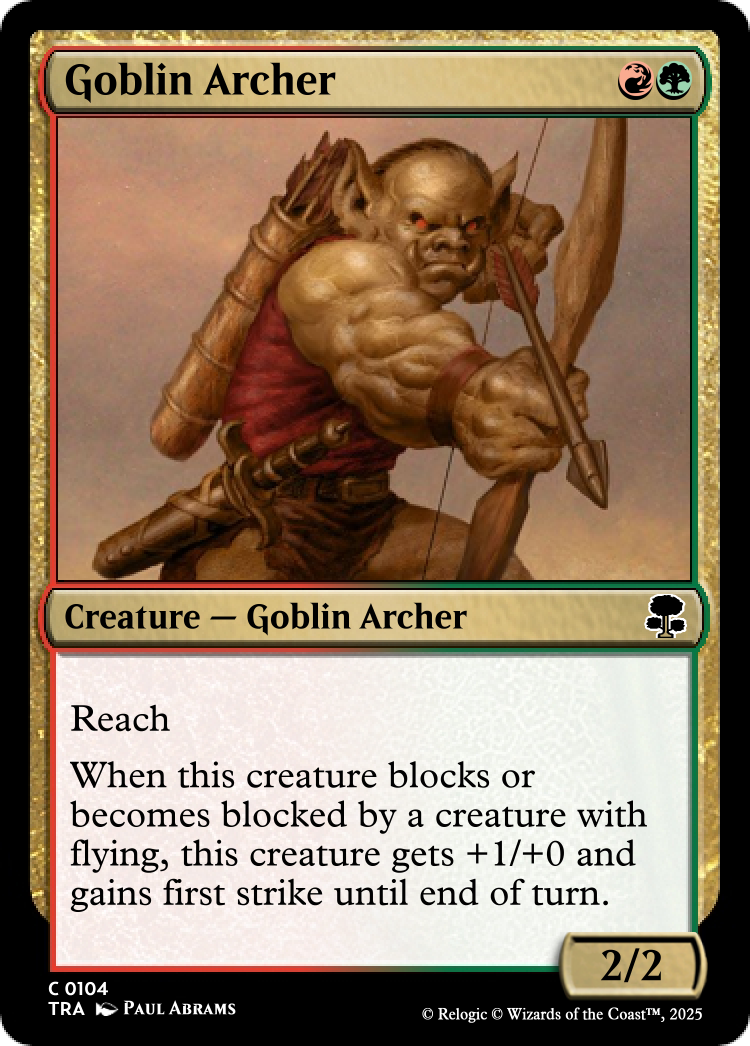 Goblin Archer
Creature — Goblin Archer
Reach
When this creature blocks or
becomes blocked by a creature with
flying, this creature gets +1/+0 and
gains first strike until end of turn.
2/2
C 0104
TRA PAUL ABRAMS
© Relogic © Wizards of the Coast™, 2025